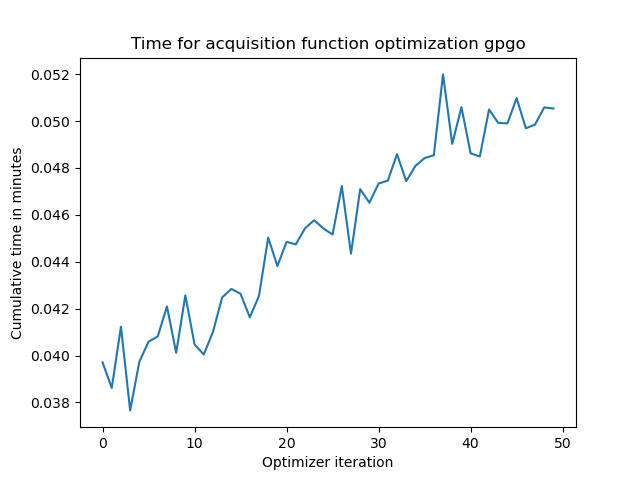 Time for acquisition function optimization gpgo
0.052
0.050
0.048
0.046
0.044
0.042
0.040
0.038
Cumulative time in minutes
0 10 20 30 40 50
Optimizer iteration